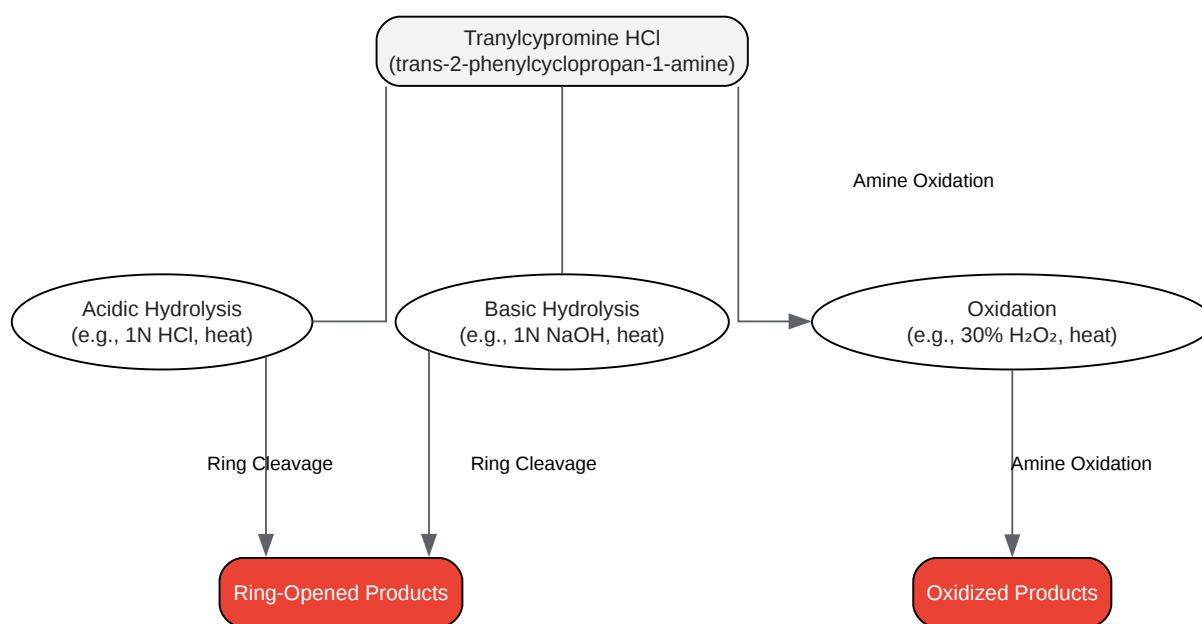 Tranylcypromine HCl
(trans-2-phenylcyclopropan-1-amine)
Amine Oxidation
Acidic Hydrolysis
(e.g., 1N HCl, heat)
Basic Hydrolysis
(e.g., 1N NaOH, heat)
Oxidation
(e.g., 30% H₂O₂, heat)
Ring Cleavage
Ring Cleavage
Amine Oxidation
Ring-Opened Products
Oxidized Products